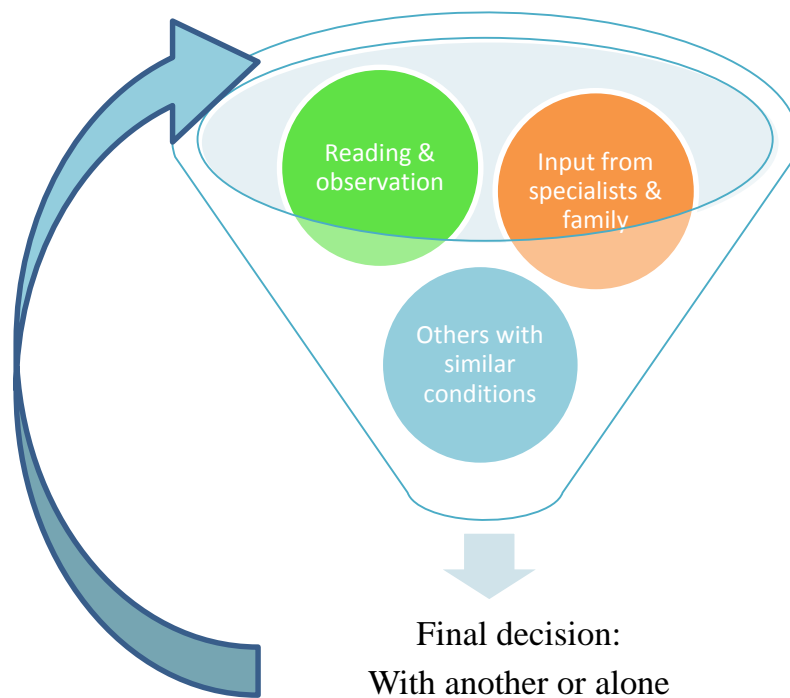 Reading &
observation
Input from
specialists &
family
Others with
similar
conditions
Final decision:
With another or alone